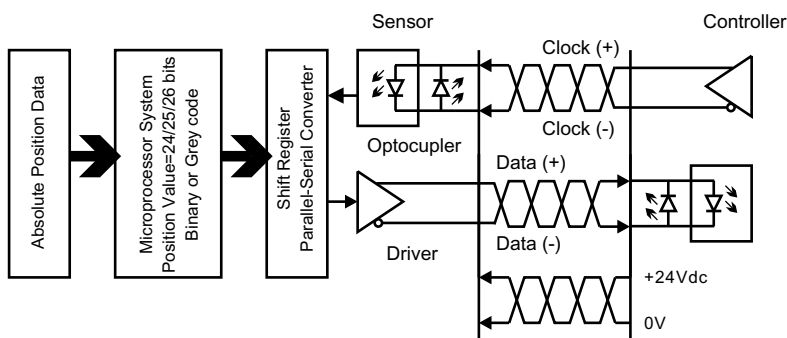 Sensor
Controller
Absolute Position Data
Microprocessor System
Position Value=24/25/26 bits
Binary or Grey code
Shift Register
Parallel-Serial Converter
Optocupler
Driver
Clock (+)
Clock (-)
Data (+)
Data (-)
+24Vdc
0V